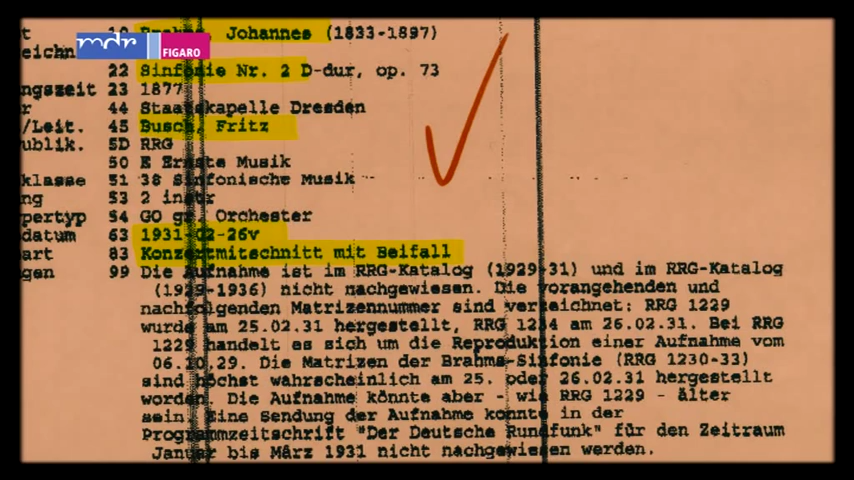 t 10 Brahms, Johannes (1833-1897)
eichn
mdr FIGARO
22 Sinfonie Nr. 2 D-dur, op. 73
ngszeit 23 1877
r 44 Staatskapelle Dresden
/Leit. 45 Busch, Fritz
ublik. 5D RRG
50 E Ernste Musik
klasse 51 38 Sinfonische Musik
ng 53 2 instr
pertyp 54 GO gr. Orchester
datum 63 1931-02-26v
art 83 Konzertmitschnitt mit Beifall
gen 99 Die Aufnahme ist im RRG-Katalog (1929-31) und im RRG-Katalog
(1929-1936) nicht nachgewiesen. Die vorangehenden und
nachfolgenden Matrizennummer sind verzeichnet: RRG 1229
wurde am 25.02.31 hergestellt, RRG 1234 am 26.02.31. Bei RRG
1229 handelt es sich um die Reproduktion einer Aufnahme vom
06.10.29. Die Matrizen der Brahms-Sinfonie (RRG 1230-33)
sind höchst wahrscheinlich am 25. oder 26.02.31 hergestellt
worden. Die Aufnahme könnte aber - wie RRG 1229 - älter
sein. Eine Sendung der Aufnahme konnte in der
Programmzeitschrift "Der Deutsche Rundfunk" für den Zeitraum
Januar bis März 1931 nicht nachgewiesen werden.